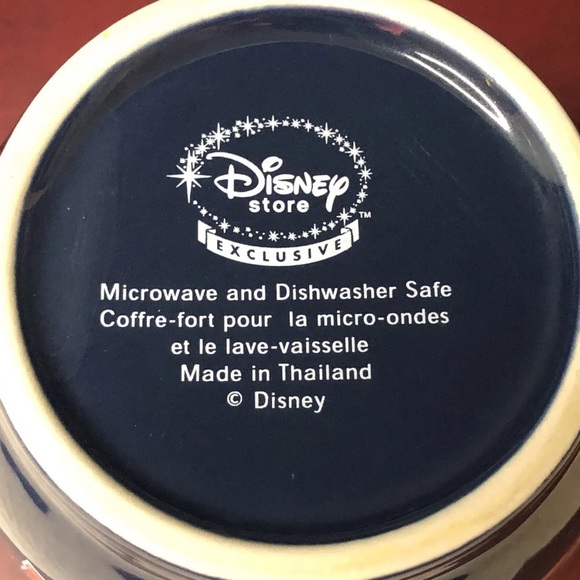 Disney
store
TM
EXCLUSIVE
Microwave and Dishwasher Safe
Coffre-fort pour la micro-ondes
et le lave-vaisselle
Made in Thailand
© Disney